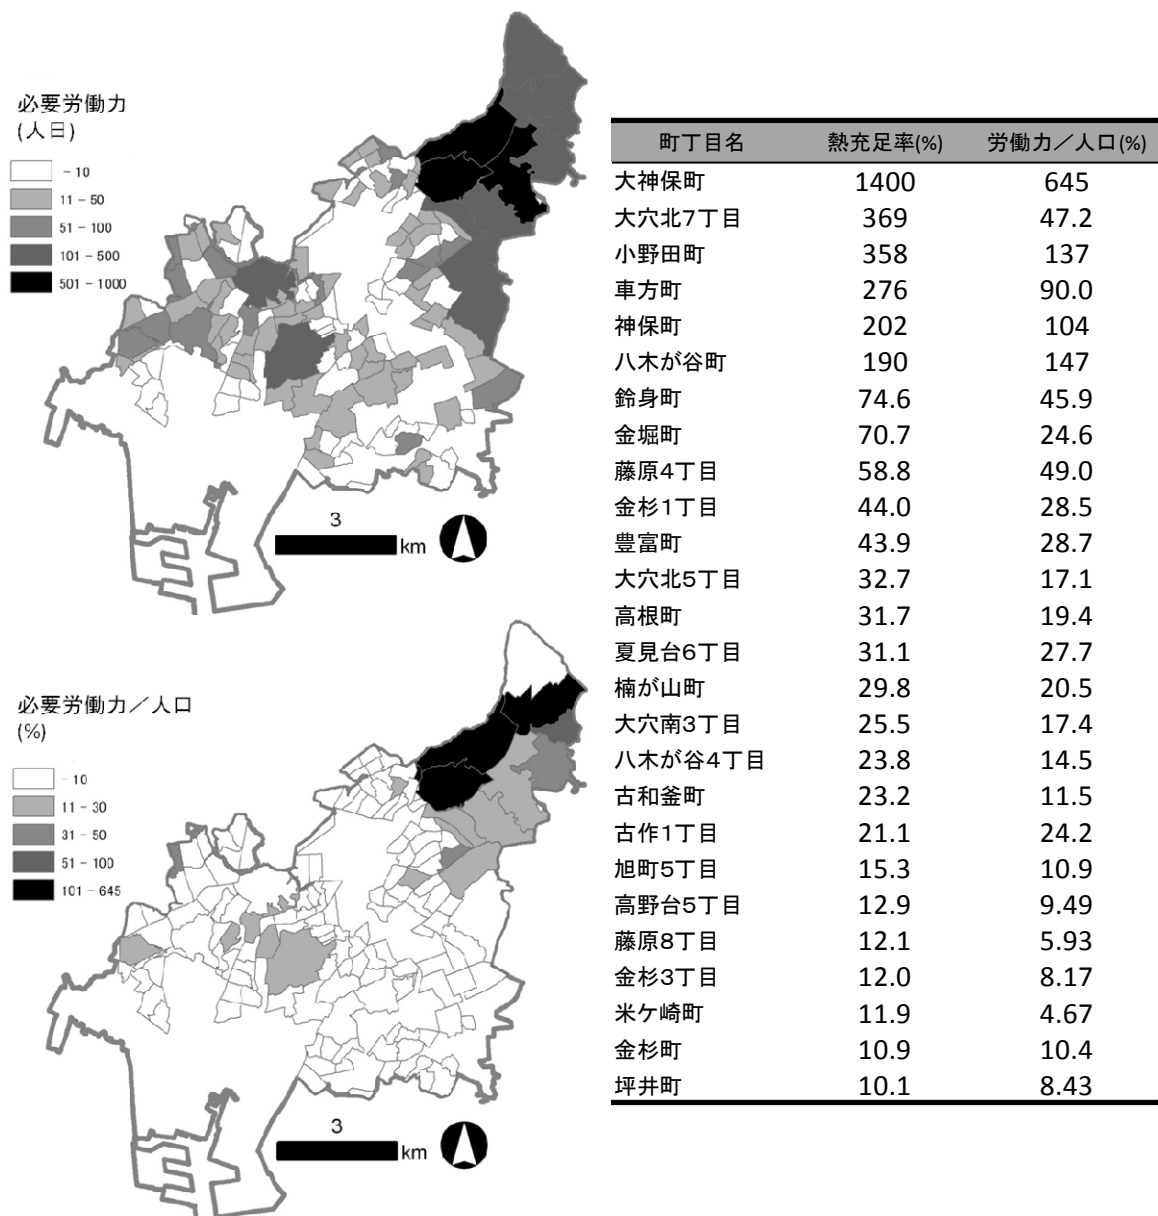 必要労働力
(人日)
- 10
11 - 50
51 - 100
101 - 500
501 - 1000
3
km
必要労働力／人口
(%)
- 10
11 - 30
31 - 50
51 - 100
101 - 645
3
km
町丁目名 熱充足率(%) 労働力／人口(%)
大神保町 1400 645
大穴北7丁目 369 47.2
小野田町 358 137
車方町 276 90.0
神保町 202 104
八木が谷町 190 147
鈴身町 74.6 45.9
金堀町 70.7 24.6
藤原4丁目 58.8 49.0
金杉1丁目 44.0 28.5
豊富町 43.9 28.7
大穴北5丁目 32.7 17.1
高根町 31.7 19.4
夏見台6丁目 31.1 27.7
楠が山町 29.8 20.5
大穴南3丁目 25.5 17.4
八木が谷4丁目 23.8 14.5
古和釜町 23.2 11.5
古作1丁目 21.1 24.2
旭町5丁目 15.3 10.9
高野台5丁目 12.9 9.49
藤原8丁目 12.1 5.93
金杉3丁目 12.0 8.17
米ケ崎町 11.9 4.67
金杉町 10.9 10.4
坪井町 10.1 8.43